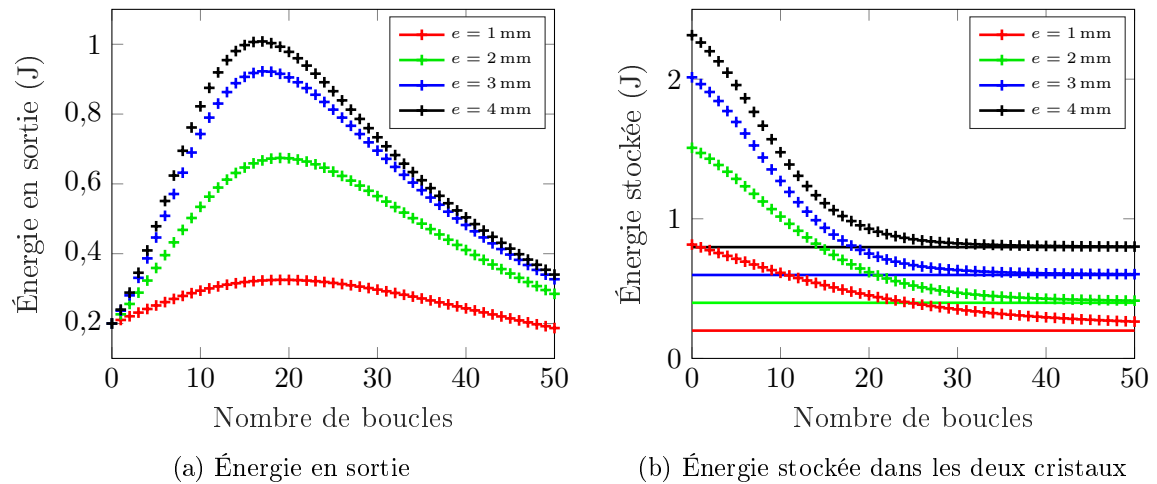 Énergie en sortie (J)
1
0,8
0,6
0,4
0,2
0 10 20 30 40 50
Nombre de boucles
e = 1 mm
e = 2 mm
e = 3 mm
e = 4 mm
(a) Énergie en sortie
Énergie stockée (J)
2
1
0
0 10 20 30 40 50
Nombre de boucles
e = 1 mm
e = 2 mm
e = 3 mm
e = 4 mm
(b) Énergie stockée dans les deux cristaux